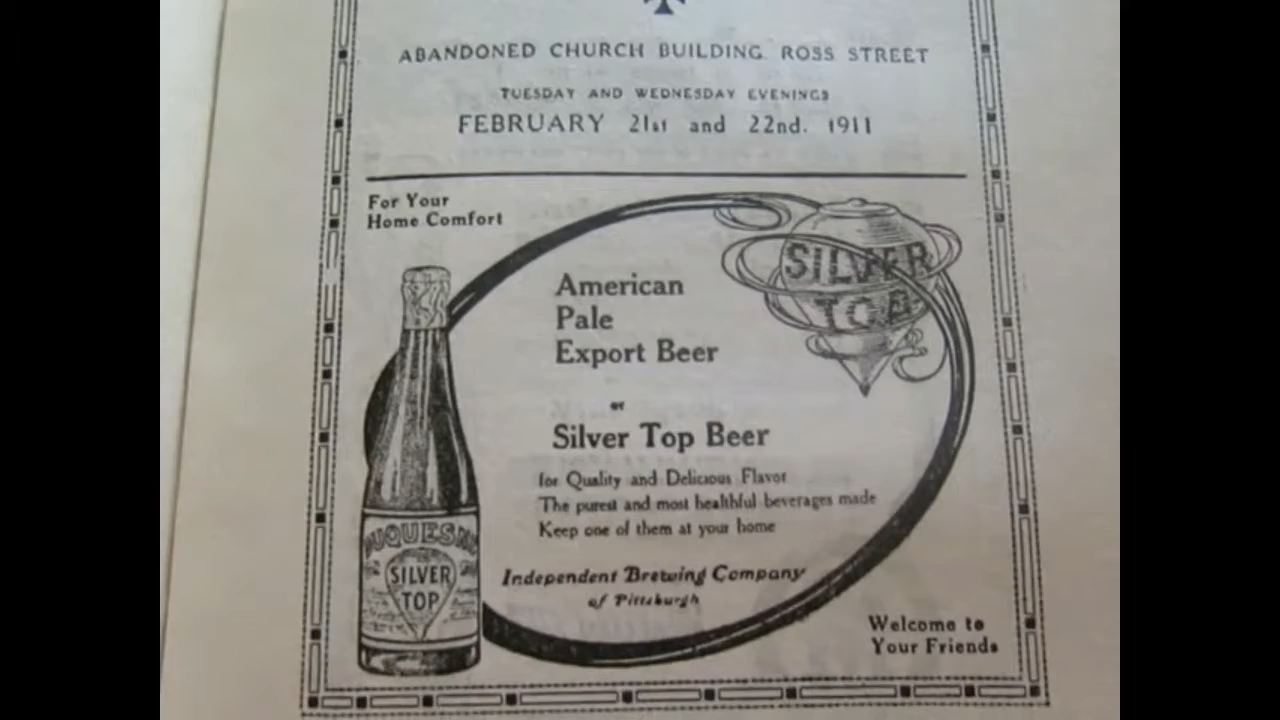 ABANDONED CHURCH BUILDING. ROSS STREET
TUESDAY AND WEDNESDAY EVENINGS
FEBRUARY 21st and 22nd. 1911
For Your
Home Comfort
SILVER
TOP
American
Pale
Export Beer
or
Silver Top Beer
for Quality and Delicious Flavor
The purest and most healthful beverages made
Keep one of them at your home
DUQUESNE
SILVER
TOP
Independent Brewing Company
of Pittsburgh
Welcome to
Your Friends